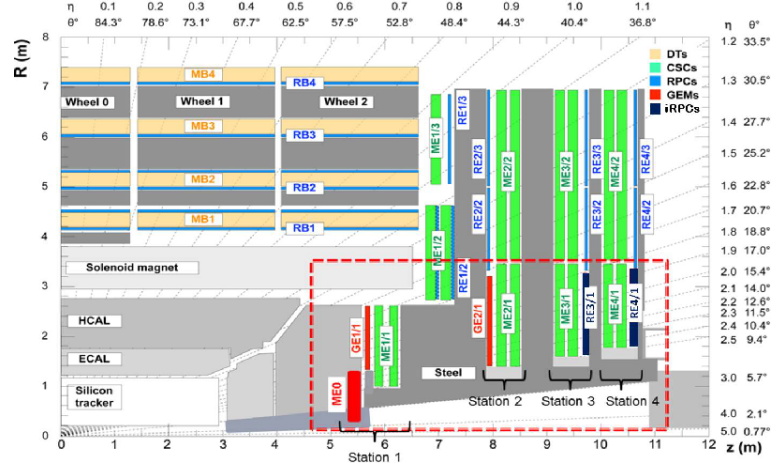 η 0.1 0.2 0.3 0.4 0.5 0.6 0.7 0.8 0.9 1.0 1.1 η θ°
θ° 84.3° 78.6° 73.1° 67.7° 62.5° 57.5° 52.8° 48.4° 44.3° 40.4° 36.8°
R (m)
8
7
6
5
4
3
2
1
0
MB4
RB4
Wheel 0
Wheel 1
Wheel 2
MB3
RB3
MB2
RB2
MB1
RB1
Solenoid magnet
HCAL
ECAL
Silicon
tracker
Steel
ME0
GE1/1
ME1/1
ME1/2
ME1/3
RE1/2
RE1/3
GE2/1
ME2/1
RE2/2
RE2/3
ME2/2
ME3/1
RE3/1
ME3/2
RE3/2
RE3/3
ME4/1
RE4/1
ME4/2
RE4/2
RE4/3
Station 1
Station 2
Station 3
Station 4
DTs
CSCs
RPCs
GEMs
iRPCs
1.2 33.5°
1.3 30.5°
1.4 27.7°
1.5 25.2°
1.6 22.8°
1.7 20.7°
1.8 18.8°
1.9 17.0°
2.0 15.4°
2.1 14.0°
2.2 12.6°
2.3 11.5°
2.4 10.4°
2.5 9.4°
3.0 5.7°
4.0 2.1°
5.0 0.77°
0 1 2 3 4 5 6 7 8 9 10 11 12 z (m)